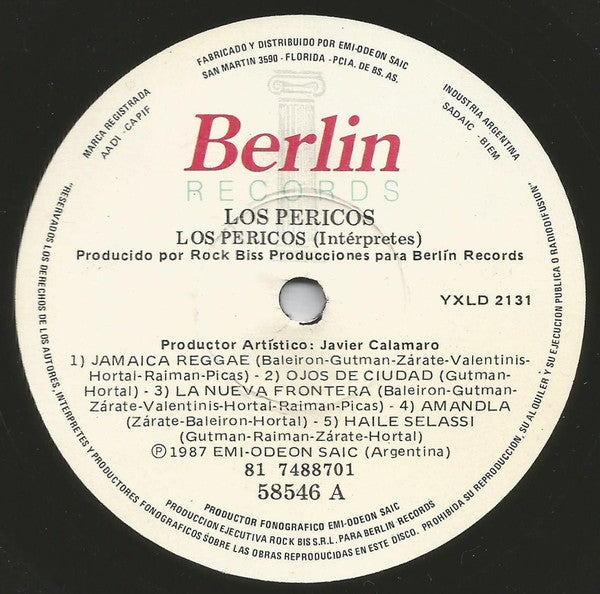 FABRICADO Y DISTRIBUIDO POR EMI-ODEON SAIC
SAN MARTIN 3590 - FLORIDA - PCIA. DE BS. AS.
MARCA REGISTRADA
AADI - CAPIF
INDUSTRIA ARGENTINA
SADAIC - BIEM
Berlin
RECORDS
LOS PERICOS
LOS PERICOS (Intérpretes)
Producido por Rock Biss Producciones para Berlín Records
YXLD 2131
Productor Artístico: Javier Calamaro
1) JAMAICA REGGAE (Baleiron-Gutman-Zárate-Valentinis-
Hortal-Raiman-Picas) - 2) OJOS DE CIUDAD (Gutman-
Hortal) - 3) LA NUEVA FRONTERA (Baleiron-Gutman-
Zárate-Valentinis-Hortal-Raiman-Picas) - 4) AMANDLA
(Zárate-Baleiron-Hortal) - 5) HAILE SELASSI
(Gutman-Raiman-Zárate-Hortal)
Ⓟ 1987 EMI-ODEON SAIC (Argentina)
81 7488701
58546 A
PRODUCTOR FONOGRAFICO EMI-ODEON SAIC
PRODUCCION EJECUTIVA ROCK BIS S.R.L. PARA BERLIN RECORDS
"RESERVADOS LOS DERECHOS DE LOS AUTORES, INTERPRETES Y PRODUCTORES FONOGRAFICOS SOBRE LAS OBRAS REPRODUCIDAS EN ESTE DISCO. PROHIBIDA SU REPRODUCCION, SU ALQUILER Y SU EJECUCION PUBLICA O RADIODIFUSION"